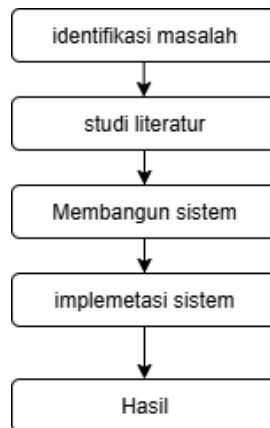 identifikasi masalah
studi literatur
Membangun sistem
implemetasi sistem
Hasil